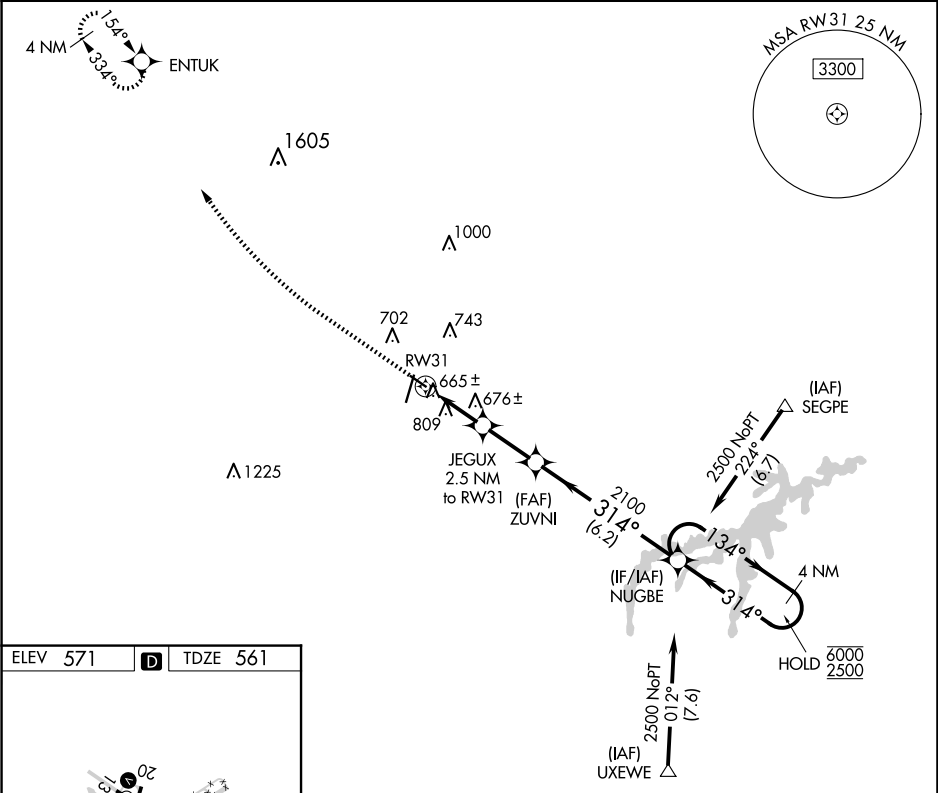 154°
4 NM
334°
ENTUK
MSA RW31 25 NM
3300
1605
1000
702
743
RW31
665±
676±
809
1225
JEGUX
2.5 NM
to RW31
(FAF)
ZUVNI
2100
314°
(6.2)
(IAF)
SEGPE
2500 NoPT
224°
(6.7)
134°
4 NM
(IF/IAF)
NUGBE
314°
HOLD 6000
2500
2500 NoPT
012°
(7.6)
(IAF)
UXEWE
ELEV 571
D
TDZE 561
13
V
20